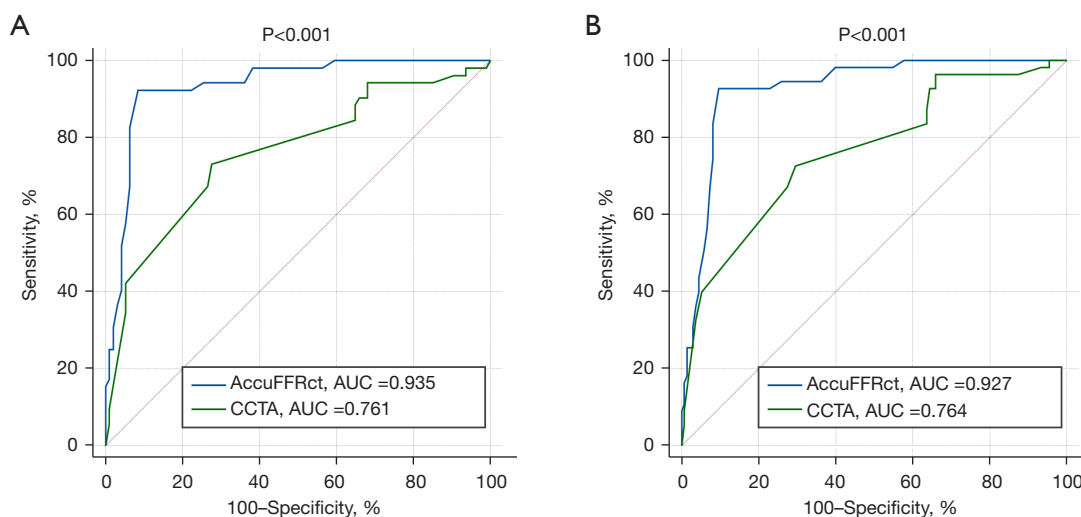 A
P<0.001
100
80
60
40
20
0
Sensitivity, %
AccuFFRct, AUC =0.935
CCTA, AUC =0.761
0 20 40 60 80 100
100–Specificity, %
B
P<0.001
100
80
60
40
20
0
Sensitivity, %
AccuFFRct, AUC =0.927
CCTA, AUC =0.764
0 20 40 60 80 100
100–Specificity, %